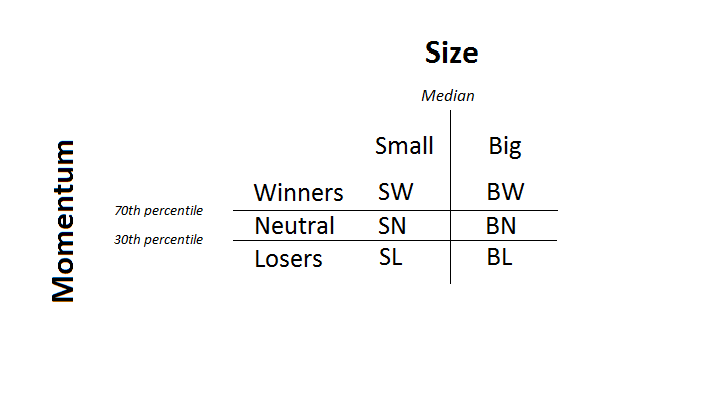 Size
Median
Small Big
Momentum
Winners SW BW
70th percentile
Neutral SN BN
30th percentile
Losers SL BL